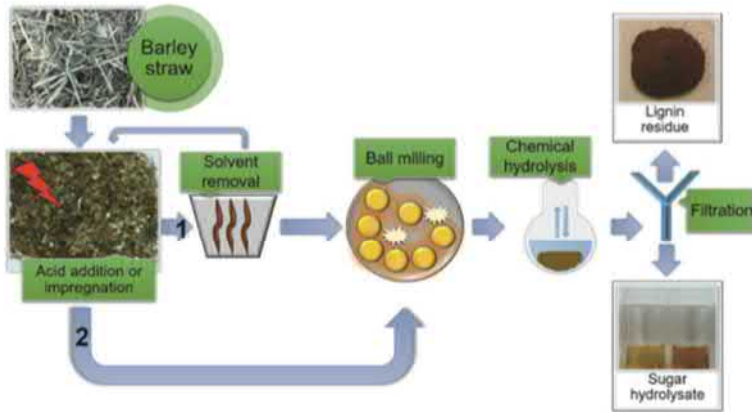 Barley
straw
Acid addition or
impregnation
1
2
Solvent
removal
Ball milling
Chemical
hydrolysis
Lignin
residue
Filtration
Sugar
hydrolysate